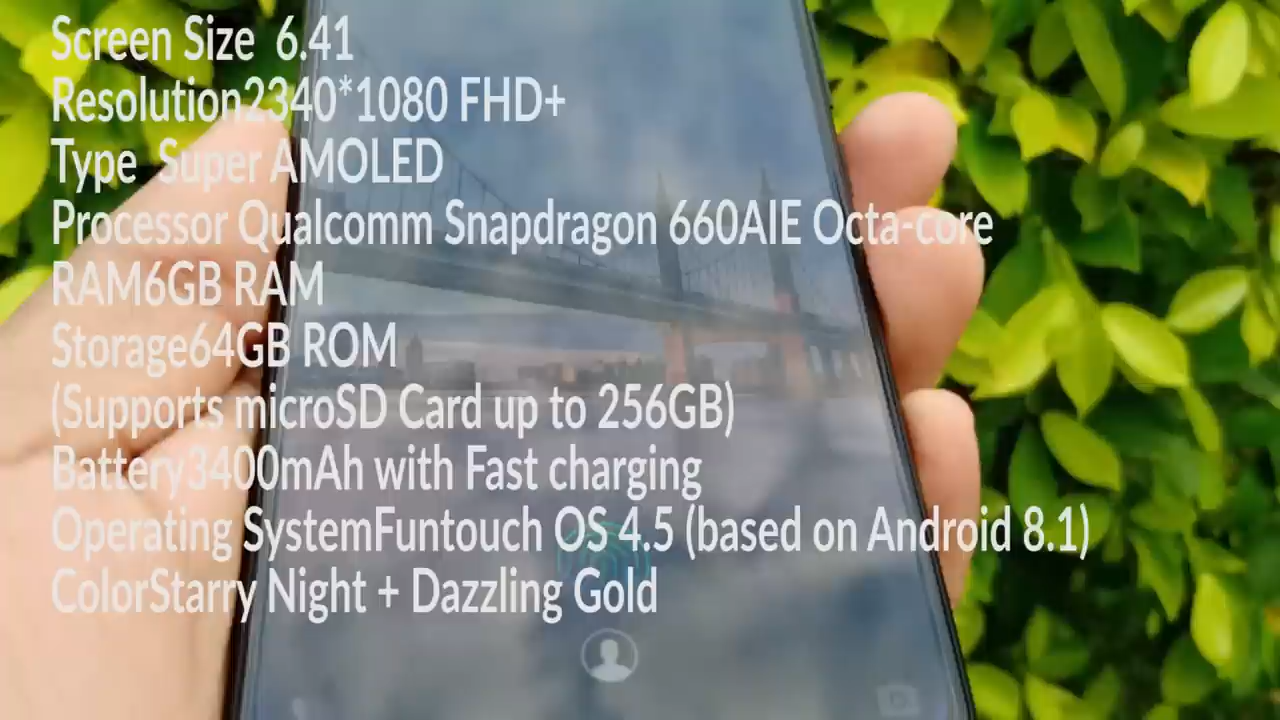 Screen Size 6.41
Resolution2340*1080 FHD+
Type Super AMOLED
Processor Qualcomm Snapdragon 660AIE Octa-core
RAM6GB RAM
Storage64GB ROM
(Supports microSD Card up to 256GB)
Battery3400mAh with Fast charging
Operating SystemFuntouch OS 4.5 (based on Android 8.1)
ColorStarry Night + Dazzling Gold